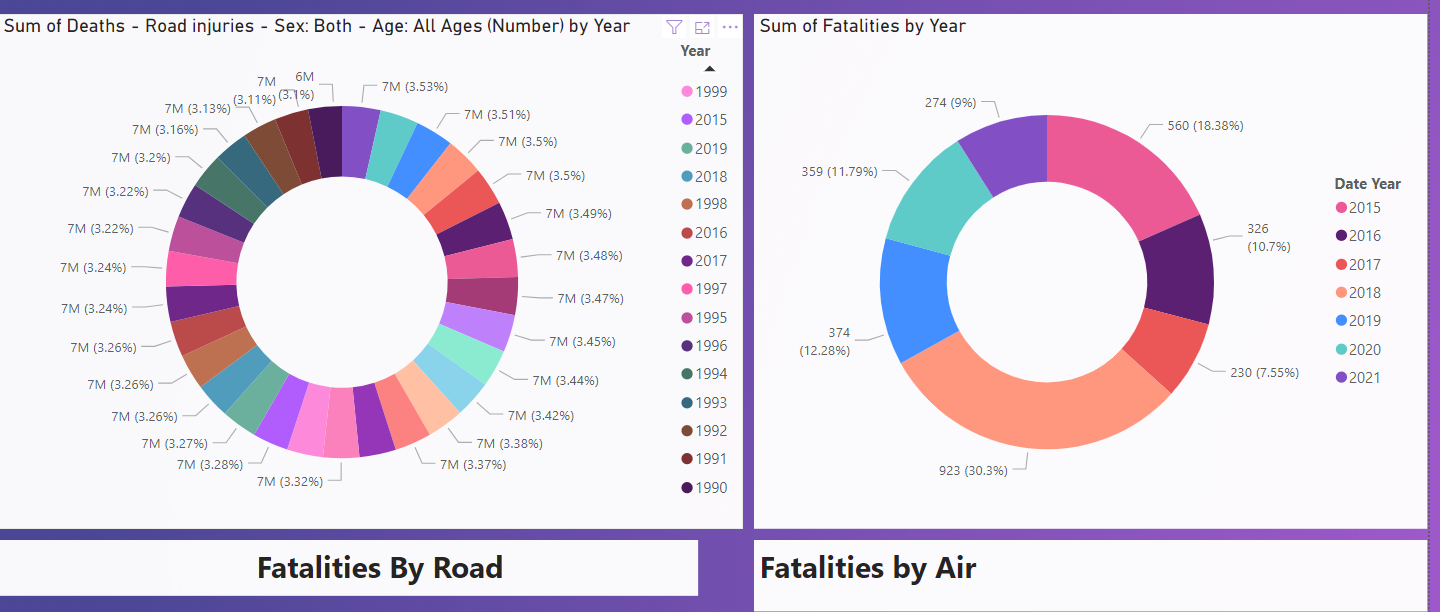 Sum of Deaths - Road injuries - Sex: Both - Age: All Ages (Number) by Year
Year
1999
2015
2019
2018
1998
2016
2017
1997
1995
1996
1994
1993
1992
1991
1990
6M
(3.1%)
7M (3.53%)
7M (3.51%)
7M (3.5%)
7M (3.5%)
7M (3.49%)
7M (3.48%)
7M (3.47%)
7M (3.45%)
7M (3.44%)
7M (3.42%)
7M (3.38%)
7M (3.37%)
7M (3.32%)
7M (3.28%)
7M (3.27%)
7M (3.26%)
7M (3.26%)
7M (3.26%)
7M (3.24%)
7M (3.24%)
7M (3.22%)
7M (3.22%)
7M (3.2%)
7M (3.16%)
7M (3.13%)
7M
(3.11%)
Fatalities By Road
Sum of Fatalities by Year
560 (18.38%)
326
(10.7%)
230 (7.55%)
923 (30.3%)
374
(12.28%)
359 (11.79%)
274 (9%)
Date Year
2015
2016
2017
2018
2019
2020
2021
Fatalities by Air